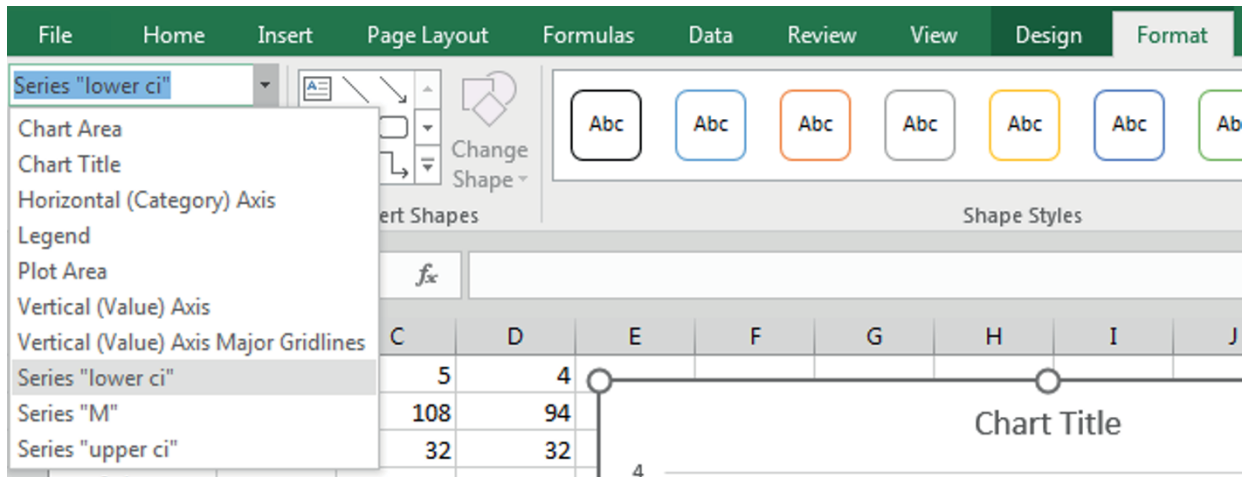 File Home Insert Page Layout Formulas Data Review View Design Format
Series "lower ci"
Chart Area
Chart Title
Horizontal (Category) Axis
Legend
Plot Area
Vertical (Value) Axis
Vertical (Value) Axis Major Gridlines
Series "lower ci"
Series "M"
Series "upper ci"
A
Change
Shape
ert Shapes
Abc Abc Abc Abc Abc Abc Ab
Shape Styles
fx
C D E F G H I J
5 4
108 94
32 32
Chart Title
4